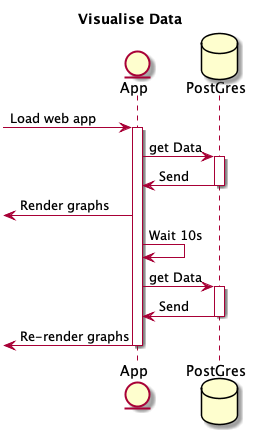 Visualise Data
App
PostGres
Load web app
get Data
Send
Render graphs
Wait 10s
get Data
Send
Re-render graphs
App
PostGres